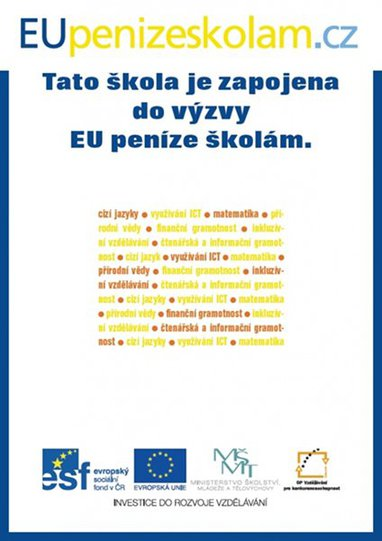 EUpenizeskolam.cz
Tato škola je zapojena
do výzvy
EU peníze školám.
cizí jazyky ● využívání ICT ● matematika ● pří-
rodní vědy ● finanční gramotnost ● inkluziv-
ní vzdělávání ● čtenářská a informační gramot-
nost ● cizí jazyk ● využívání ICT ● matematika ●
přírodní vědy ● finanční gramotnost ● inkluziv-
ní vzdělávání ● čtenářská a informační gramot-
nost ● cizí jazyky ● využívání ICT ● matematika
● přírodní vědy ● finanční gramotnost ● inkluziv-
ní vzdělávání ● čtenářská a informační gramot-
nost ● cizí jazyky ● využívání ICT ● matematika
esf
evropský
sociální
fond v ČR
EVROPSKÁ UNIE
MŠMT
MINISTERSTVO ŠKOLSTVÍ,
MLÁDEŽE A TĚLOVÝCHOVY
OP Vzdělávání
pro konkurenceschopnost
INVESTICE DO ROZVOJE VZDĚLÁVÁNÍ